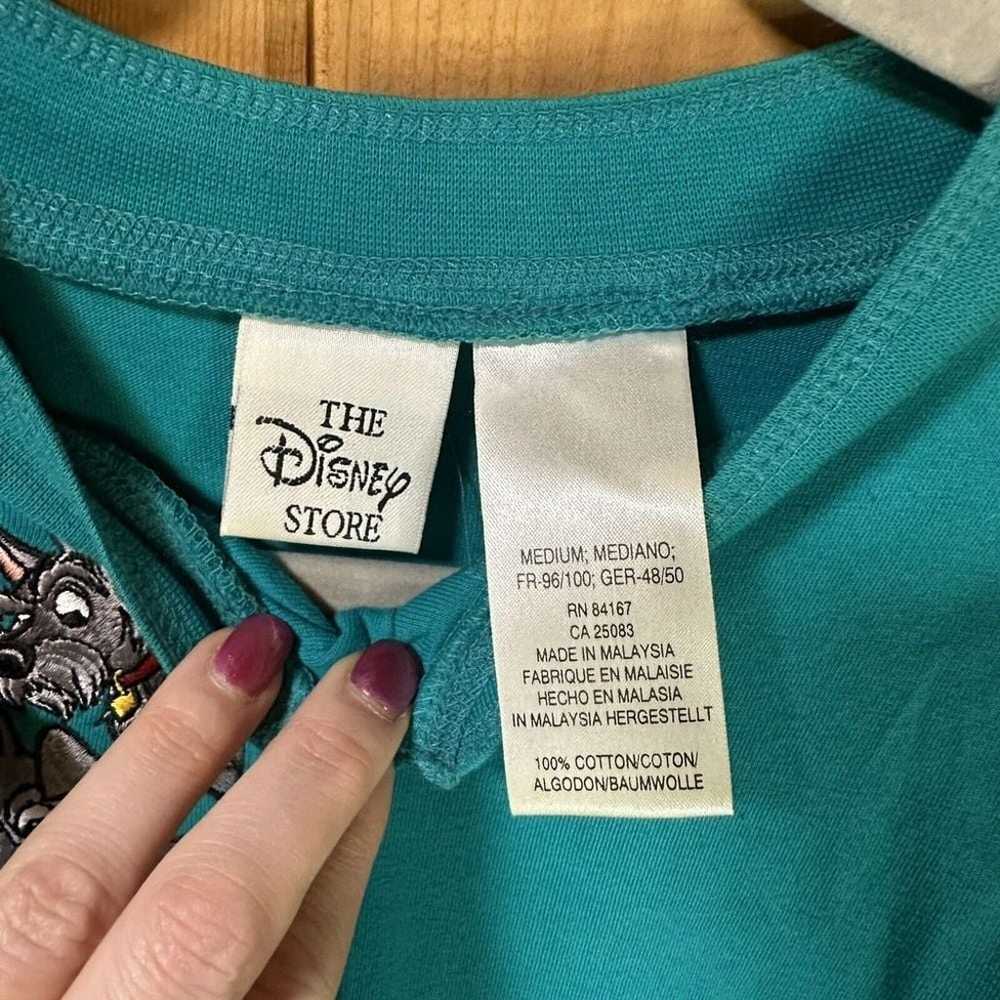 THE
Disney
STORE
MEDIUM; MEDIANO;
FR-96/100; GER-48/50
RN 84167
CA 25083
MADE IN MALAYSIA
FABRIQUE EN MALAISIE
HECHO EN MALASIA
IN MALAYSIA HERGESTELLT
100% COTTON/COTON/
ALGODON/BAUMWOLLE